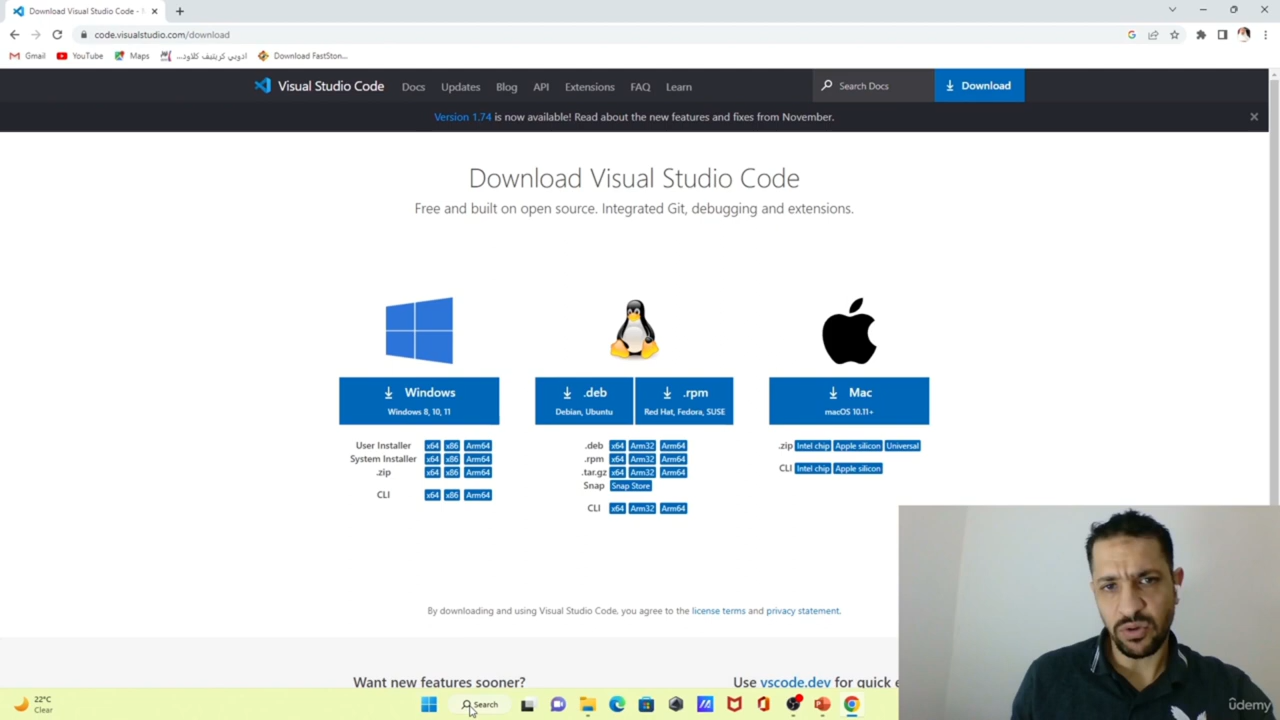 Download Visual Studio Code -
code.visualstudio.com/download
Gmail YouTube Maps ادوبي كريتيف كلاود... Download FastSton...
Visual Studio Code Docs Updates Blog API Extensions FAQ Learn Search Docs Download
Version 1.74 is now available! Read about the new features and fixes from November.
Download Visual Studio Code
Free and built on open source. Integrated Git, debugging and extensions.
Windows
Windows 8, 10, 11
User Installer x64 x86 Arm64
System Installer x64 x86 Arm64
.zip x64 x86 Arm64
CLI x64 x86 Arm64
.deb
Debian, Ubuntu
.rpm
Red Hat, Fedora, SUSE
.deb x64 Arm32 Arm64
.rpm x64 Arm32 Arm64
.tar.gz x64 Arm32 Arm64
Snap Snap Store
CLI x64 Arm32 Arm64
Mac
macOS 10.11+
.zip Intel chip Apple silicon Universal
CLI Intel chip Apple silicon
By downloading and using Visual Studio Code, you agree to the license terms and privacy statement.
Want new features sooner?
Use vscode.dev for quick e
22°C
Clear
Search
ûdemy